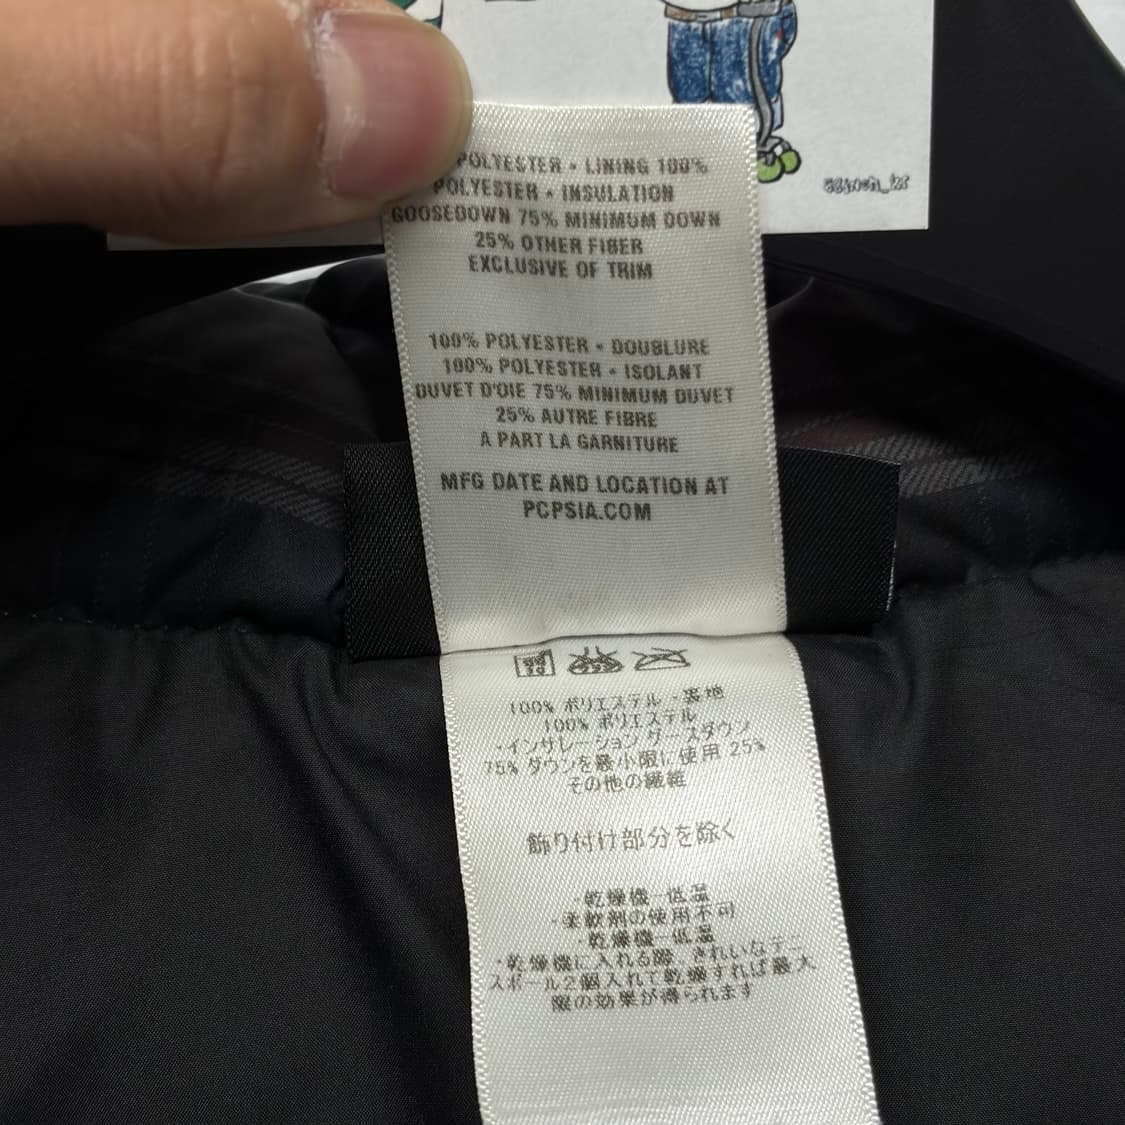 POLYESTER • LINING 100%
POLYESTER • INSULATION
GOOSEDOWN 75% MINIMUM DOWN
25% OTHER FIBER
EXCLUSIVE OF TRIM
100% POLYESTER • DOUBLURE
100% POLYESTER • ISOLANT
DUVET D'OIE 75% MINIMUM DUVET
25% AUTRE FIBRE
A PART LA GARNITURE
MFG DATE AND LOCATION AT
PCPSIA.COM
100% ポリエステル ・裏地
100% ポリエステル
・インサレーション グースダウン
75% ダウンを最小限に使用 25%
その他の繊維
飾り付け部分を除く
・乾燥機―低温
・柔軟剤の使用不可
・乾燥機―低温
・乾燥機に入れる際、きれいなテニ
スボール2個入れて乾燥すれば最大
限の効果が得られます